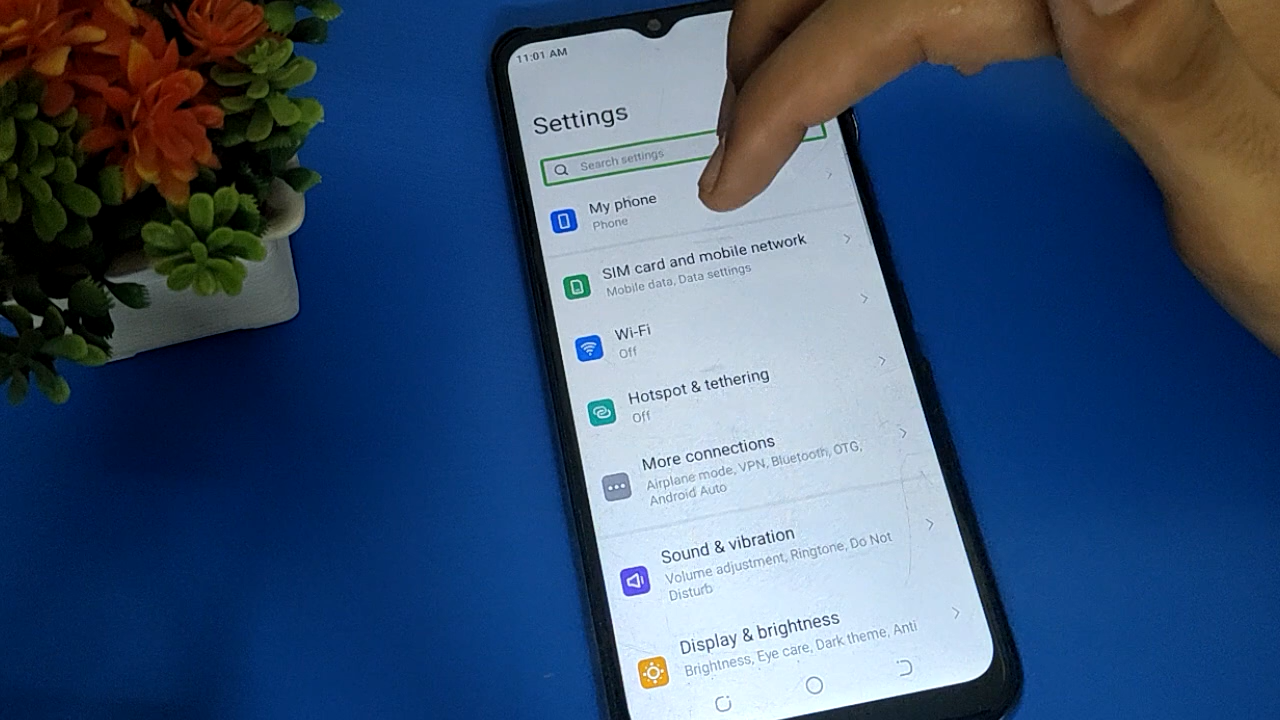 11:01 AM
Settings
Search settings
My phone
Phone
SIM card and mobile network
Mobile data, Data settings
Wi-Fi
Off
Hotspot & tethering
Off
More connections
Airplane mode, VPN, Bluetooth, OTG,
Android Auto
Sound & vibration
Volume adjustment, Ringtone, Do Not
Disturb
Display & brightness
Brightness, Eye care, Dark theme, Anti